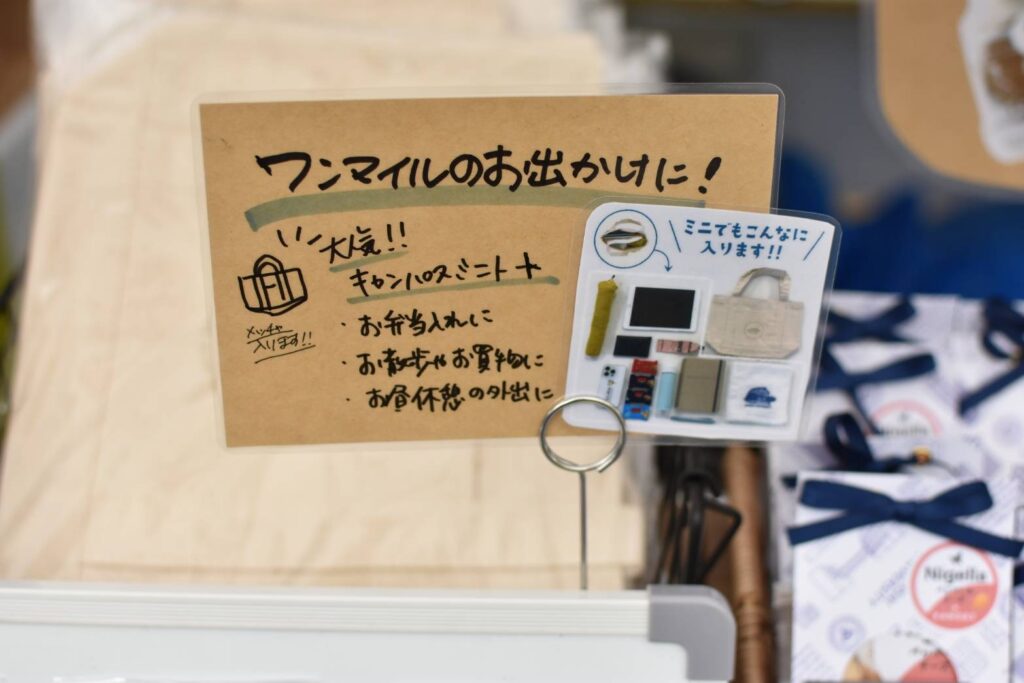 ワンマイルのお出かけに!
大人気!!
キャンバスミニトート
・お弁当入れに
・お散歩やお買物に
お昼休憩の外出に
メッチャ
入ります!!
ミニでもこんなに
入ります!!
Nigella